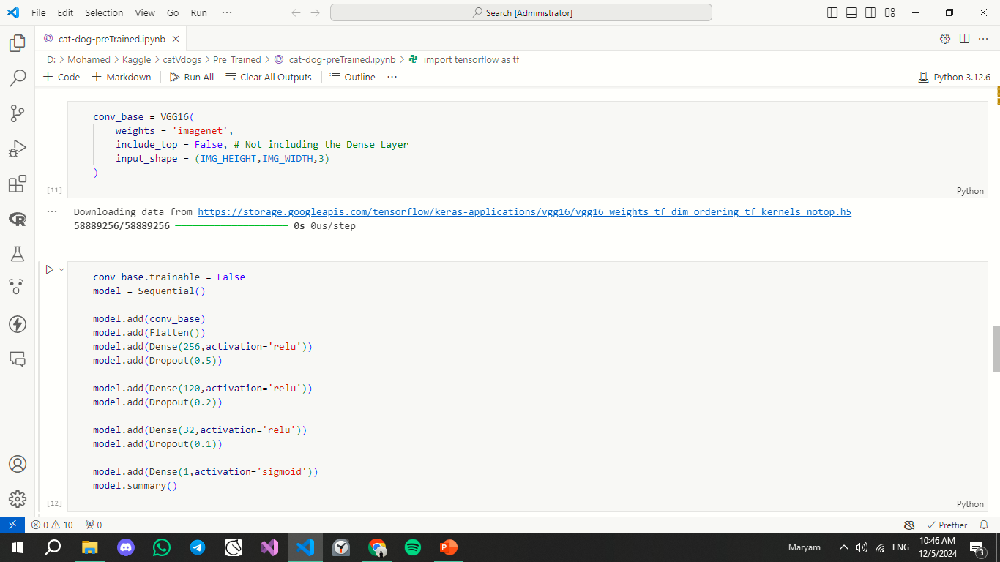 File Edit Selection View Go Run ···
Search [Administrator]
cat-dog-preTrained.ipynb
D: > Mohamed > Kaggle > catVdogs > Pre_Trained > cat-dog-preTrained.ipynb > import tensorflow as tf
+ Code + Markdown Run All Clear All Outputs Outline ···
Python 3.12.6
conv_base = VGG16(
    weights = 'imagenet',
    include_top = False, # Not including the Dense Layer
    input_shape = (IMG_HEIGHT,IMG_WIDTH,3)
)
[11]
Python
··· Downloading data from https://storage.googleapis.com/tensorflow/keras-applications/vgg16/vgg16_weights_tf_dim_ordering_tf_kernels_notop.h5
58889256/58889256 ━━━━━━━━━━━━━━━━━━━━ 0s 0us/step
conv_base.trainable = False
model = Sequential()
model.add(conv_base)
model.add(Flatten())
model.add(Dense(256,activation='relu'))
model.add(Dropout(0.5))
model.add(Dense(120,activation='relu'))
model.add(Dropout(0.2))
model.add(Dense(32,activation='relu'))
model.add(Dropout(0.1))
model.add(Dense(1,activation='sigmoid'))
model.summary()
[12]
Python
0 10 0
Prettier
Maryam
ENG
10:46 AM
12/5/2024
3